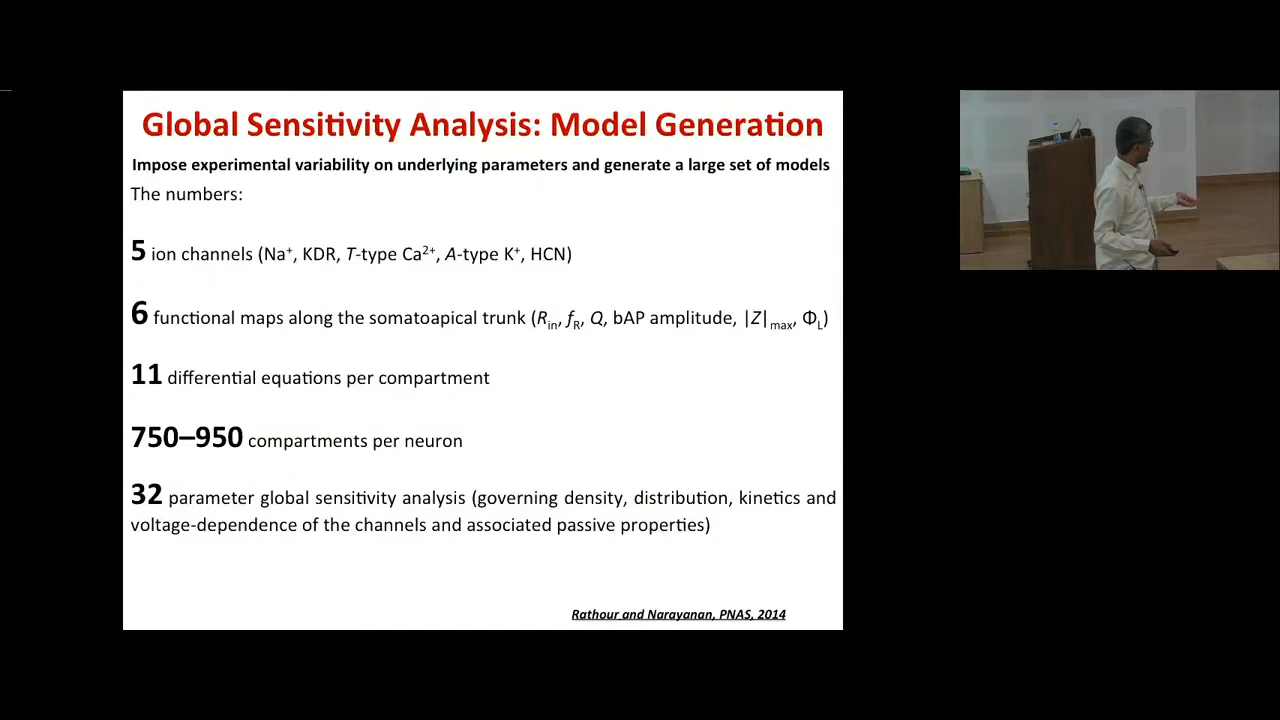 Global Sensitivity Analysis: Model Generation
Impose experimental variability on underlying parameters and generate a large set of models
The numbers:
5 ion channels (Na⁺, KDR, T-type Ca²⁺, A-type K⁺, HCN)
6 functional maps along the somatoapical trunk (Rin, fR, Q, bAP amplitude, |Z|max, ΦL)
11 differential equations per compartment
750–950 compartments per neuron
32 parameter global sensitivity analysis (governing density, distribution, kinetics and
voltage-dependence of the channels and associated passive properties)
Rathour and Narayanan, PNAS, 2014